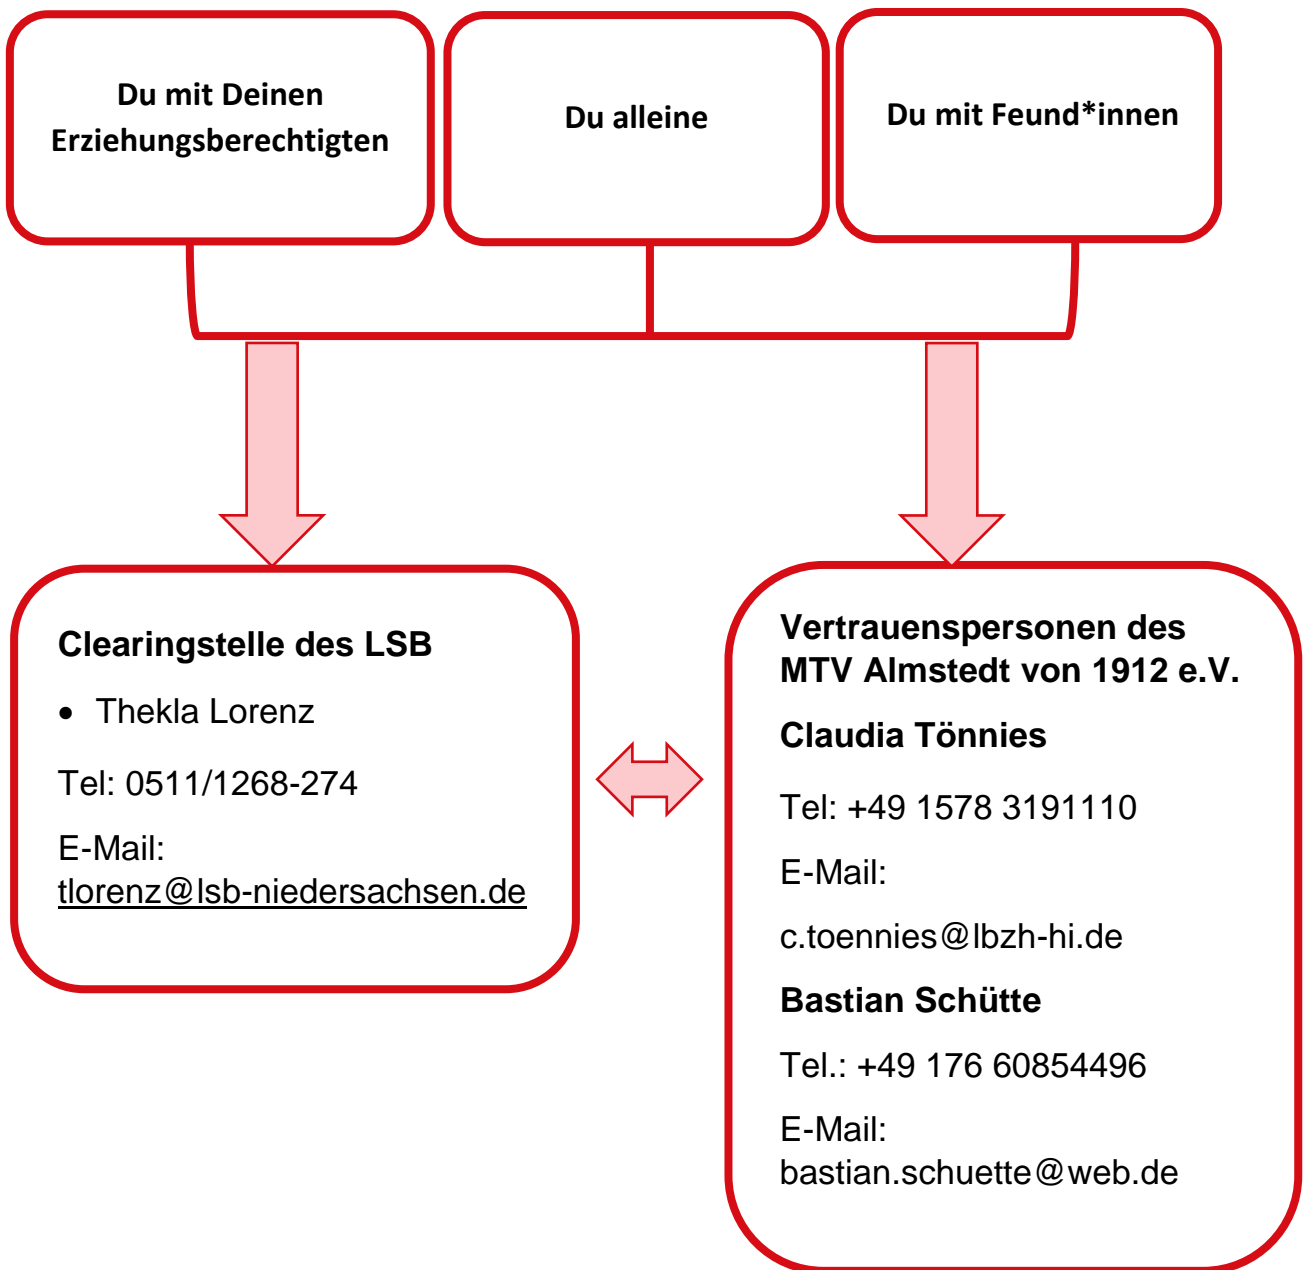 Du mit Deinen
Erziehungsberechtigten
Du alleine
Du mit Feund*innen
Clearingstelle des LSB
• Thekla Lorenz
Tel: 0511/1268-274
E-Mail:
tlorenz@lsb-niedersachsen.de
Vertrauenspersonen des
MTV Almstedt von 1912 e.V.
Claudia Tönnies
Tel: +49 1578 3191110
E-Mail:
c.toennies@lbzh-hi.de
Bastian Schütte
Tel.: +49 176 60854496
E-Mail:
bastian.schuette@web.de